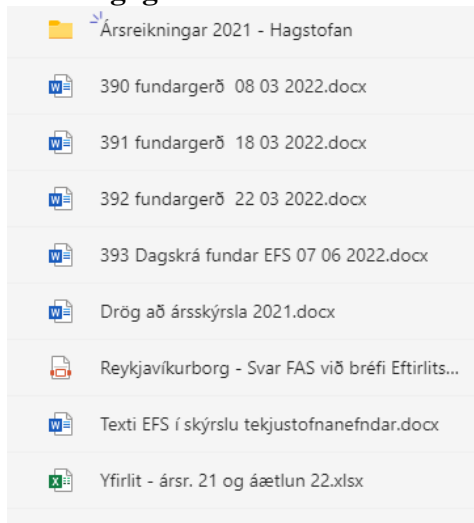 Ársreikningar 2021 - Hagstofan
390 fundargerð 08 03 2022.docx
391 fundargerð 18 03 2022.docx
392 fundargerð 22 03 2022.docx
393 Dagskrá fundar EFS 07 06 2022.docx
Drög að ársskýrsla 2021.docx
Reykjavíkurborg - Svar FAS við bréfi Eftirlits...
Texti EFS í skýrslu tekjustofnanefndar.docx
Yfirlit - ársr. 21 og áætlun 22.xlsx